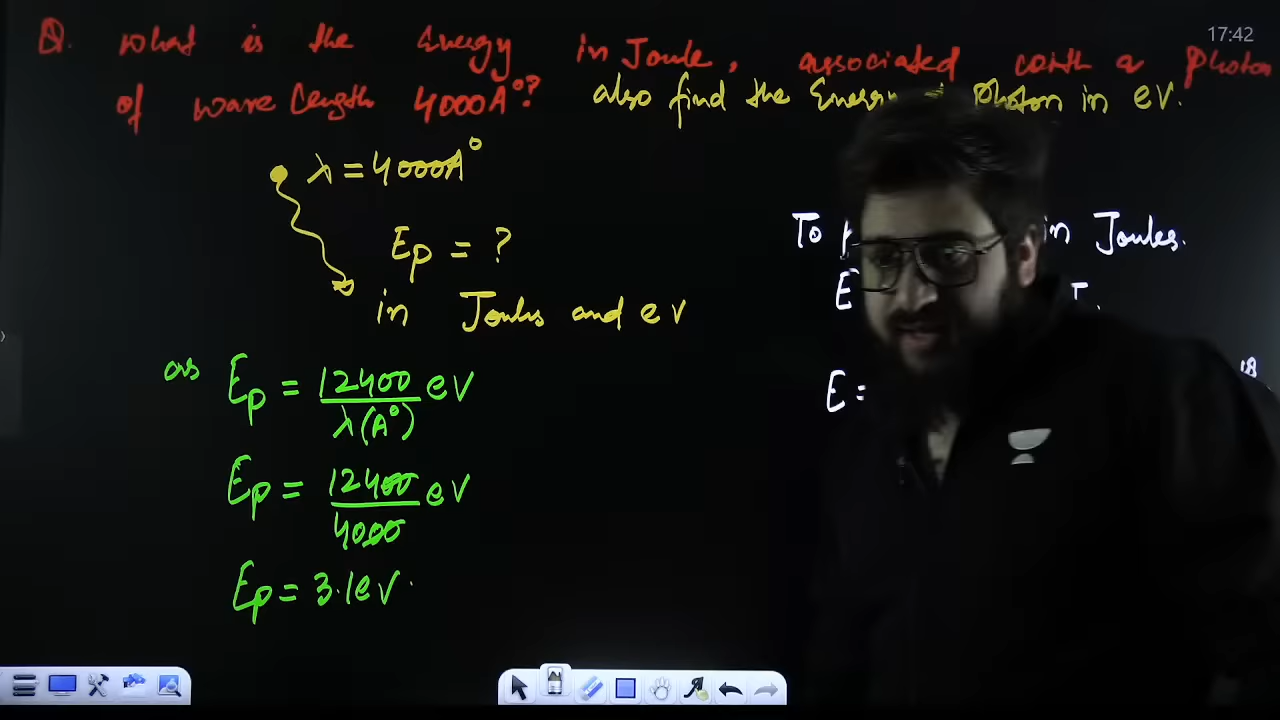 17:42
Q. what is the Energy in Joule, associated with a photon
of wave length 4000A°? also find the Energy photon in eV.
λ = 4000A°
Ep = ?
in Joules and eV
as Ep = 12400 / λ(A°) eV
Ep = 12400 / 4000 eV
Ep = 3.1eV.
To in Joules.
E J.
E = 18